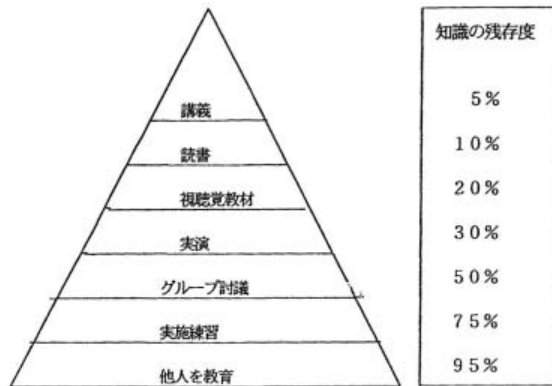 知識の残存度
講義
5%
読書
10%
視聴覚教材
20%
実演
30%
グループ討議
50%
実施練習
75%
他人を教育
95%